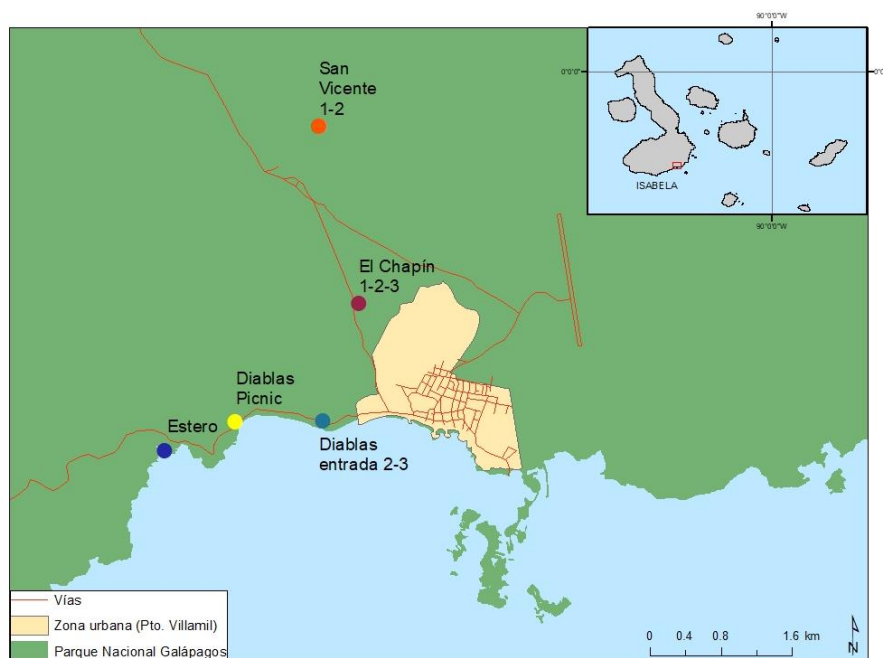 90°0'0"W
0°0'0"
0°0'0"
ISABELA
90°0'0"W
San
Vicente
1-2
El Chapín
1-2-3
Diablas
Picnic
Estero
Diablas
entrada 2-3
Vías
Zona urbana (Pto. Villamil)
Parque Nacional Galápagos
0 0.4 0.8 1.6 km
N